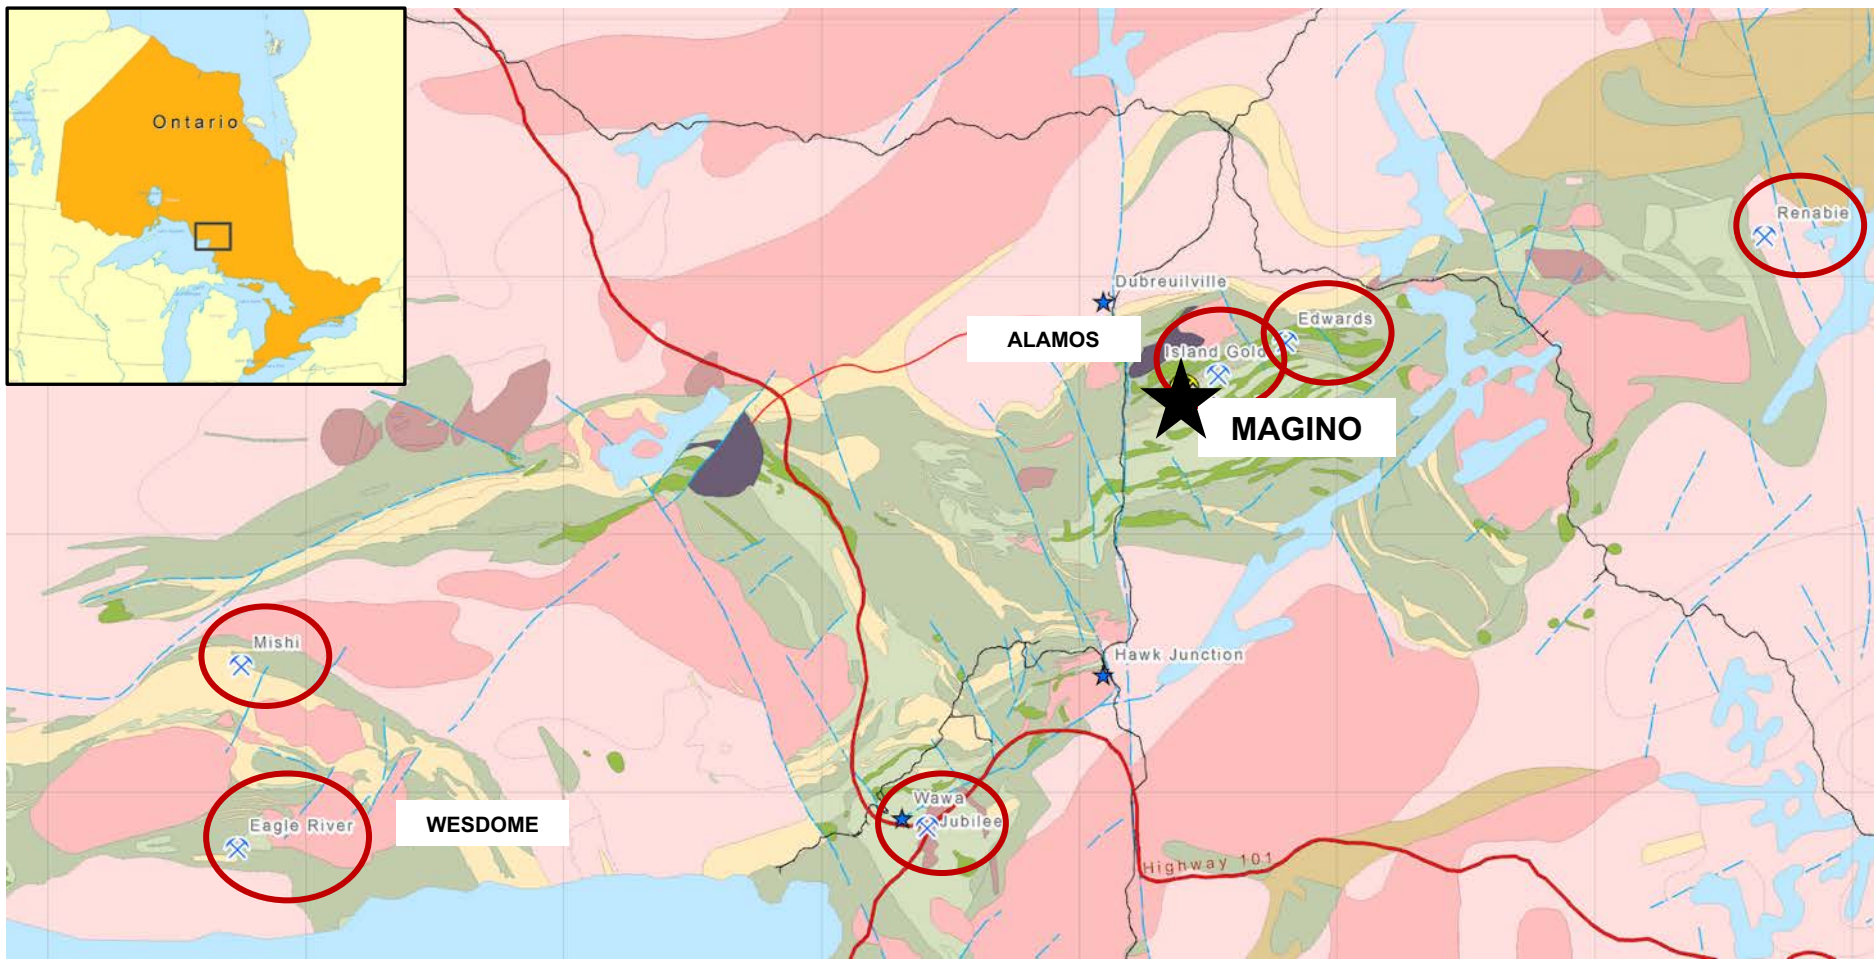 Ontario
Renabie
Dubreuilville
Edwards
ALAMOS
Island Gold
MAGINO
Mishi
Hawk Junction
Wawa
Jubilee
Eagle River
WESDOME
Highway 101